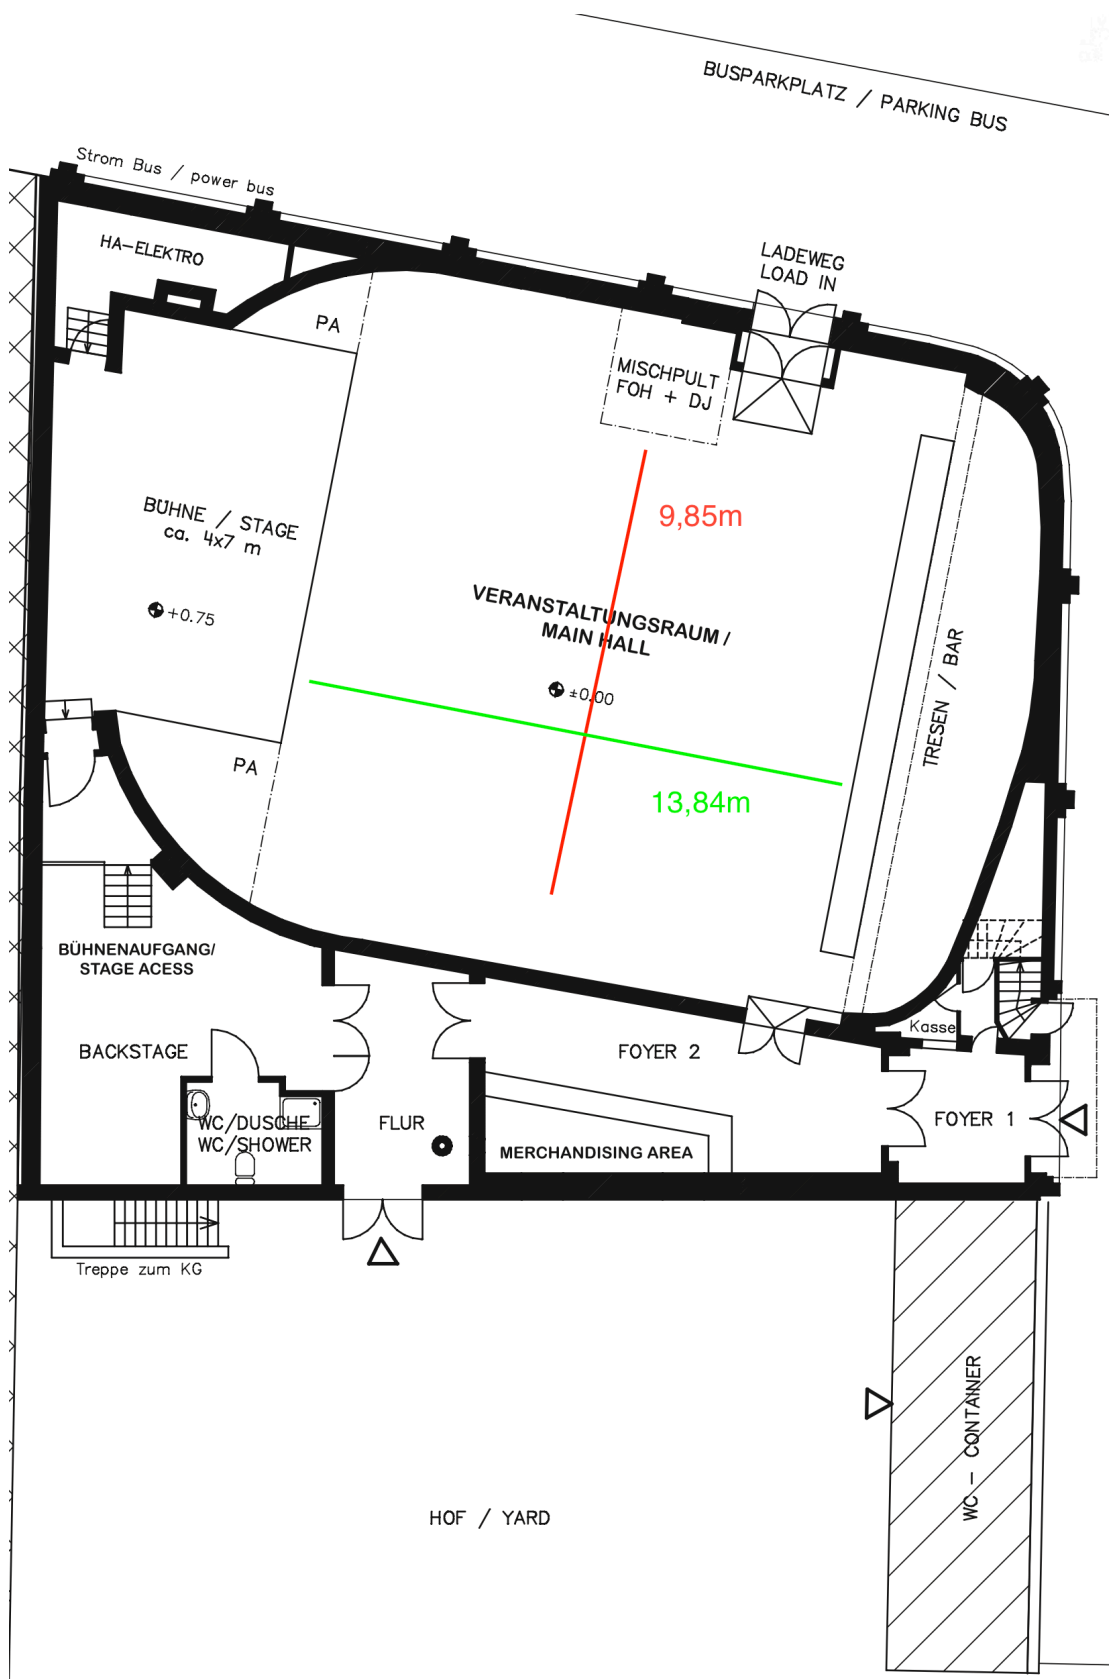 BUSPARKPLATZ / PARKING BUS
Strom Bus / power bus
HA-ELEKTRO
LADEWEG
LOAD IN
PA
MISCHPULT
FOH + DJ
BÜHNE / STAGE
ca. 4x7 m
9,85m
+0.75
VERANSTALTUNGSRAUM /
MAIN HALL
±0.00
TRESEN / BAR
PA
13,84m
BÜHNENAUFGANG/
STAGE ACESS
Kasse
BACKSTAGE
FOYER 2
WC/DUSCHE
WC/SHOWER
FLUR
FOYER 1
MERCHANDISING AREA
Treppe zum KG
WC - CONTAINER
HOF / YARD